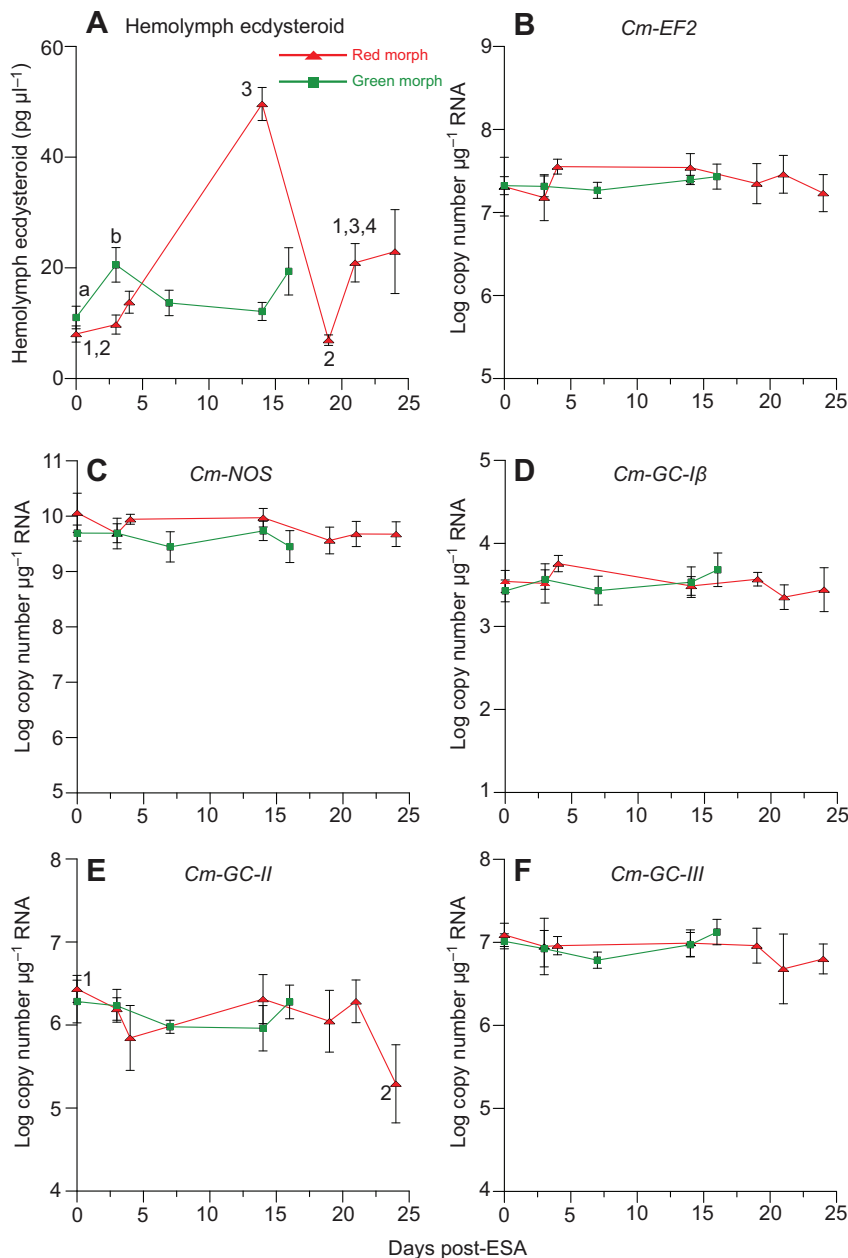 A Hemolymph ecdysteroid
Red morph
Green morph
Hemolymph ecdysteroid (pg µl⁻¹)
60
40
20
0
3
b
a
1,2
1,3,4
2
0 5 10 15 20 25
B Cm-EF2
Log copy number µg⁻¹ RNA
9
7
5
0 5 10 15 20 25
C Cm-NOS
Log copy number µg⁻¹ RNA
11
10
9
7
6
5
0 5 10 15 20 25
D Cm-GC-Iβ
Log copy number µg⁻¹ RNA
5
4
3
2
1
0 5 10 15 20 25
E Cm-GC-II
Log copy number µg⁻¹ RNA
8
7
6
5
4
1
2
0 5 10 15 20 25
F Cm-GC-III
Log copy number µg⁻¹ RNA
8
7
6
5
4
0 5 10 15 20 25
Days post-ESA